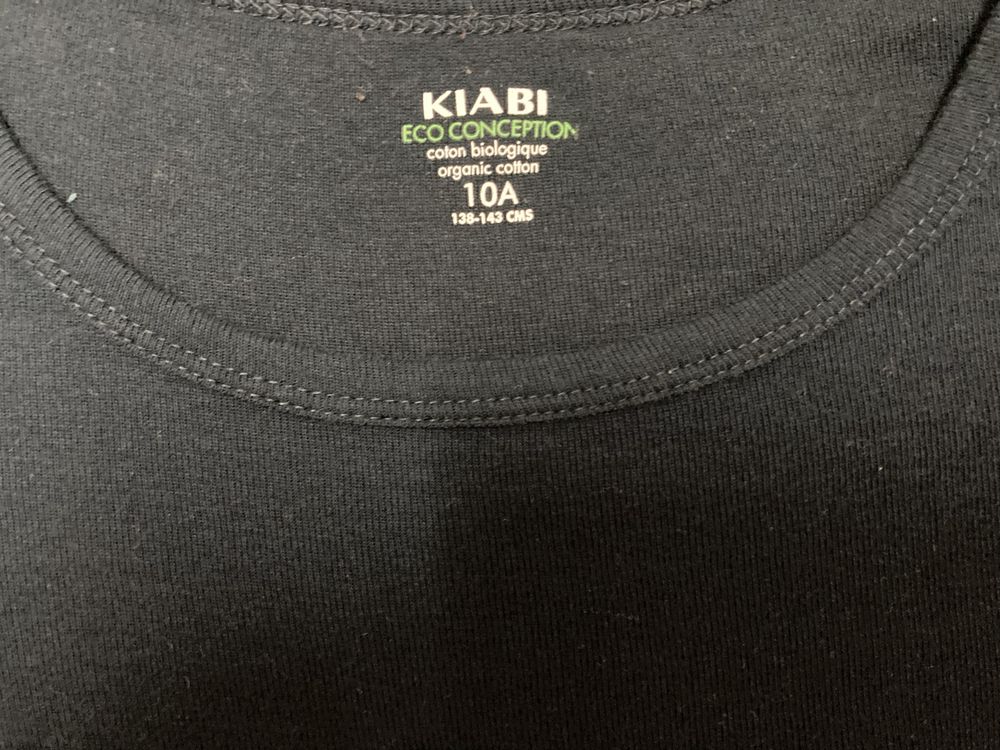 KIABI
ECO CONCEPTION
coton biologique
organic cotton
10A
138-143 CMS